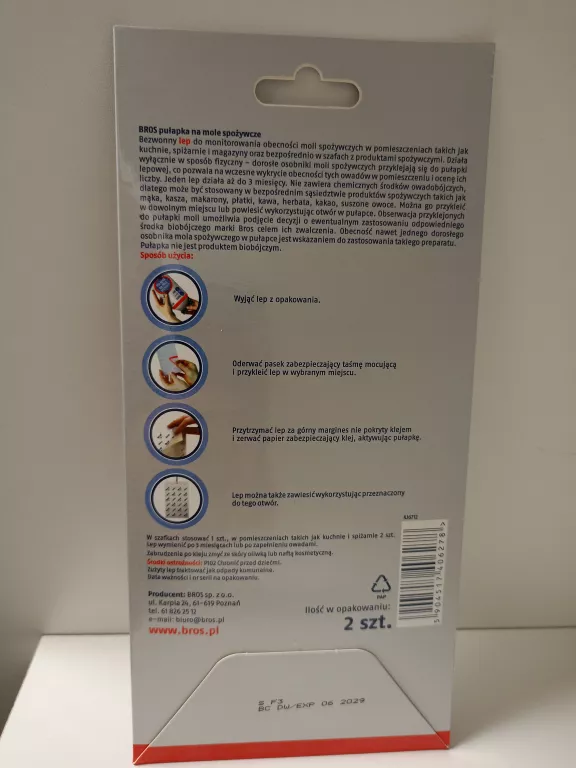 BROS pułapka na mole spożywcze
Bezwonny lep do monitorowania obecności moli spożywczych w pomieszczeniach takich jak
kuchnie, spiżarnie i magazyny oraz bezpośrednio w szafach z produktami spożywczymi. Działa
wyłącznie w sposób fizyczny – dorosłe osobniki moli spożywczych przyklejają się do pułapki
lepowej, co pozwala na wczesne wykrycie obecności tych owadów w pomieszczeniu i ocenę ich
liczby. Jeden lep działa aż do 3 miesięcy. Nie zawiera chemicznych środków owadobójczych,
dlatego może być stosowany w bezpośrednim sąsiedztwie produktów spożywczych takich jak
mąka, kasza, makarony, płatki, kawa, herbata, kakao, suszone owoce. Można go przykleić
w dowolnym miejscu lub powiesić wykorzystując otwór w pułapce. Obserwacja przyklejonych
do pułapki moli umożliwia podjęcie decyzji o ewentualnym zastosowaniu odpowiedniego
środka biobójczego marki Bros celem ich zwalczenia. Obecność nawet jednego dorosłego
osobnika mola spożywczego w pułapce jest wskazaniem do zastosowania takiego preparatu.
Pułapka nie jest produktem biobójczym.
Sposób użycia:
Wyjąć lep z opakowania.
Oderwać pasek zabezpieczający taśmę mocującą
i przykleić lep w wybranym miejscu.
Przytrzymać lep za górny margines nie pokryty klejem
i zerwać papier zabezpieczający klej, aktywując pułapkę.
Lep można także zawiesić wykorzystując przeznaczony
do tego otwór.
W szafkach stosować 1 szt., w pomieszczeniach takich jak kuchnie i spiżarnie 2 szt.
Lep wymienić po 3 miesiącach lub po zapełnieniu owadami.
Zabrudzenia po kleju zmyć ze skóry oliwką lub naftą kosmetyczną.
Środki ostrożności: P102 Chronić przed dziećmi.
Zużyty lep traktować jak odpady komunalne.
Data ważności i nr serii na opakowaniu.
Producent: BROS sp. z o.o.
ul. Karpia 24, 61-619 Poznań
tel. 61 826 25 12
e-mail: biuro@bros.pl
www.bros.pl
PAP
Ilość w opakowaniu:
2 szt.
5904517406278>
S F3
BC DW/EXP 06 2029